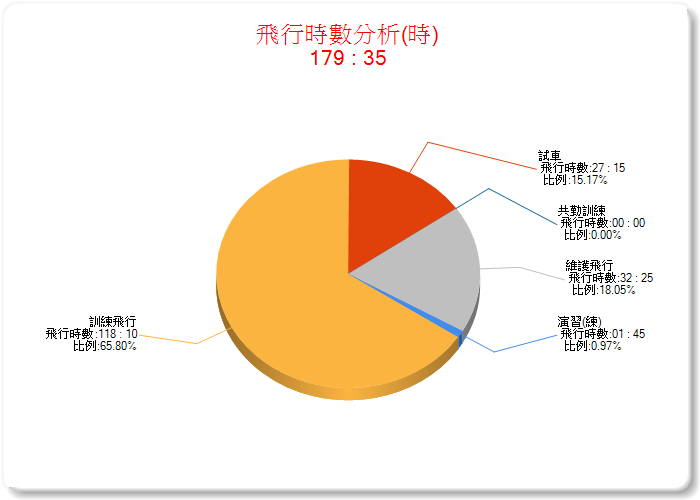 飛行時數分析(時)
179 : 35
試車
飛行時數:27 : 15
比例:15.17%
共勤訓練
飛行時數:00 : 00
比例:0.00%
維護飛行
飛行時數:32 : 25
比例:18.05%
演習(練)
飛行時數:01 : 45
比例:0.97%
訓練飛行
飛行時數:118 : 10
比例:65.80%